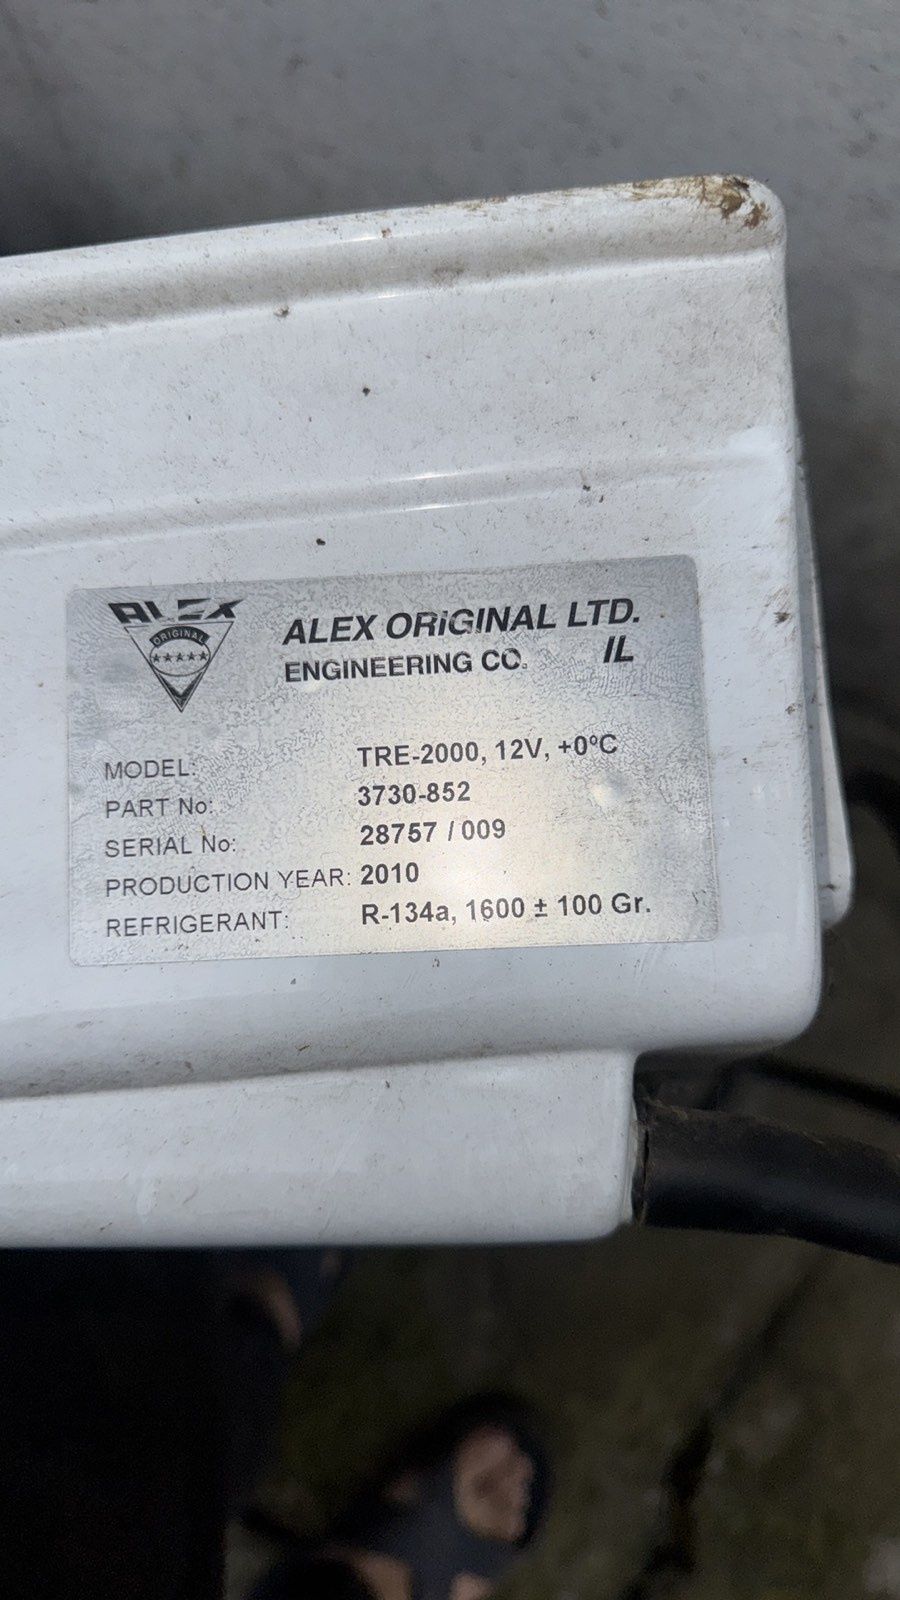 ALEX
ORIGINAL
ALEX ORIGINAL LTD.
ENGINEERING CO. IL
MODEL: TRE-2000, 12V, +0°C
PART No: 3730-852
SERIAL No: 28757 / 009
PRODUCTION YEAR: 2010
REFRIGERANT: R-134a, 1600 ± 100 Gr.